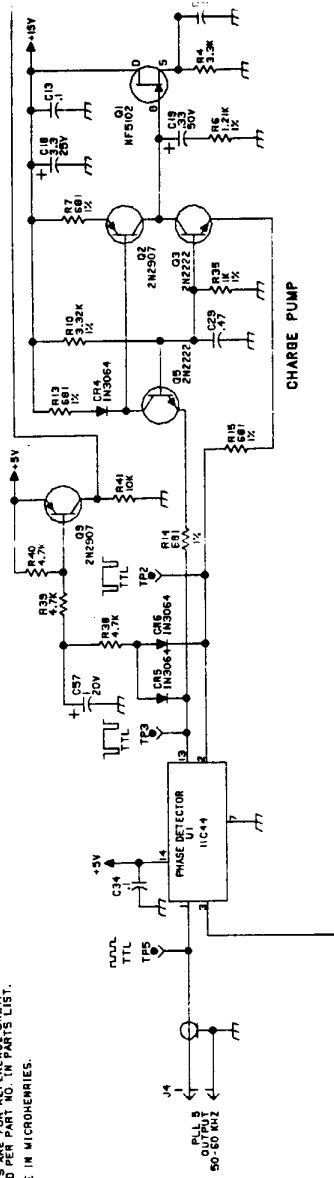 D PER PART NO. IN PARTS LIST.
E IN MICROHENRIES.
+15V
C13
.1
C18
3.3
25V
+
D
S
G
Q1
NF5102
R4
3.3K
R7
681
1%
Q2
2N2907
C19
.33
50V
+
R6
1.21K
1%
R10
3.32K
1%
Q3
2N2222
R35
1K
1%
R13
681
1%
CR4
1N3064
Q5
2N2222
C29
.47
CHARGE PUMP
R15
681
1%
+5V
R40
4.7K
Q9
2N2907
R41
10K
R39
4.7K
R14
681
1%
TTL
TP2
R38
4.7K
CR6
1N3064
CR5
1N3064
C57
20V
+
TTL
TP3
13
2
PHASE DETECTOR
U1
11C44
14
+5V
C34
.1
1
3
TTL
TP5
J4
PLL 5
OUTPUT
50-60 KHZ